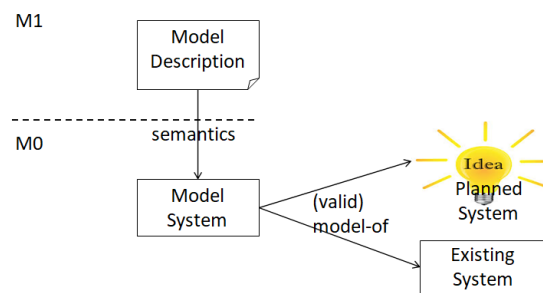 M1
Model
Description
semantics
M0
Model
System
(valid)
model-of
Idea
Planned
System
Existing
System